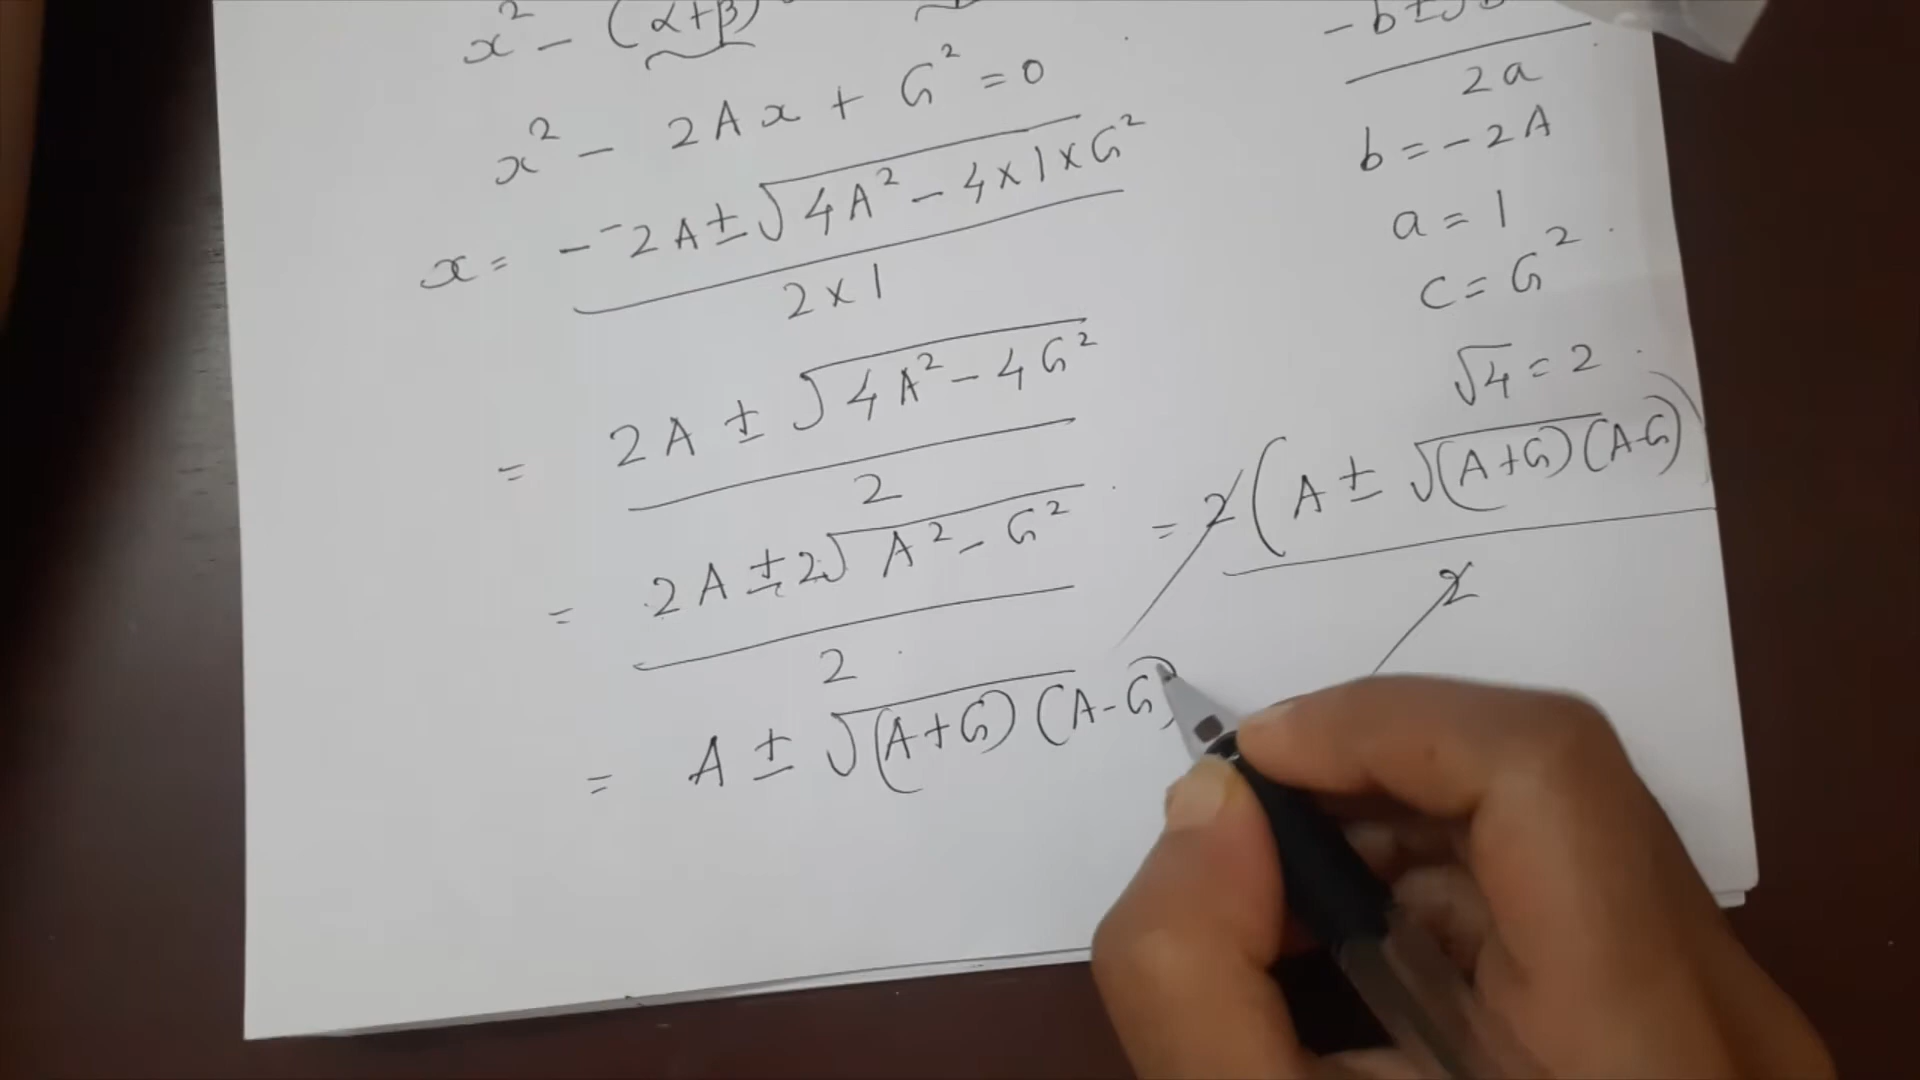 x² - (α+β)
x² - 2Ax + G² = 0
x = - -2A ± √4A² - 4×1×G²
2×1
= 2A ± √4A² - 4G²
2
= 2A ± 2√A² - G²
2
= A ± √(A+G)(A-G)
-b ± √
2a
b = -2A
a = 1
c = G²
√4 = 2
= 2(A ± √(A+G)(A-G))
2